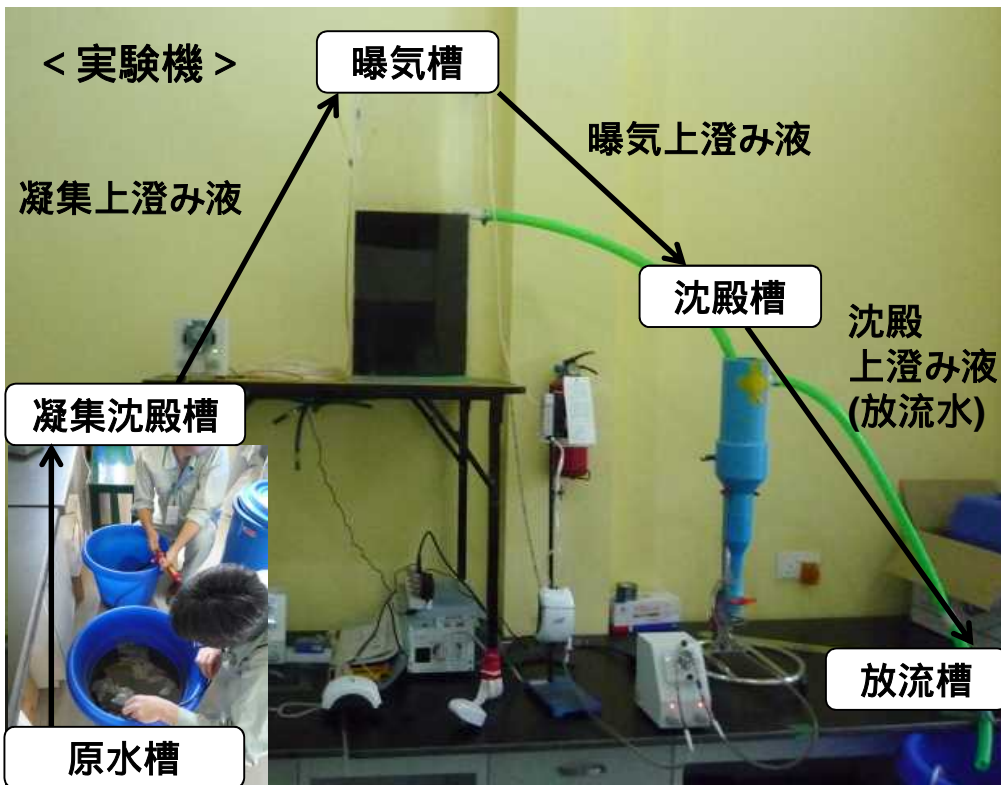 <実験機>
曝気槽
曝気上澄み液
凝集上澄み液
沈殿槽
沈殿
上澄み液
(放流水)
凝集沈殿槽
放流槽
原水槽